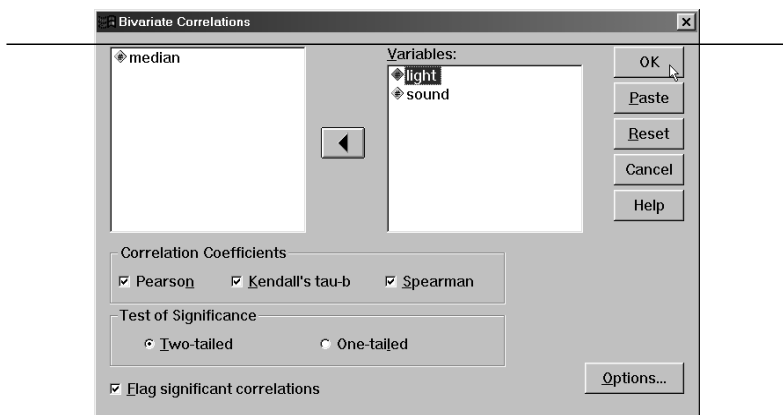 Bivariate Correlations
median
Variables:
light
sound
OK
Paste
Reset
Cancel
Help
Correlation Coefficients
Pearson Kendall's tau-b Spearman
Test of Significance
Two-tailed One-tailed
Flag significant correlations
Options...